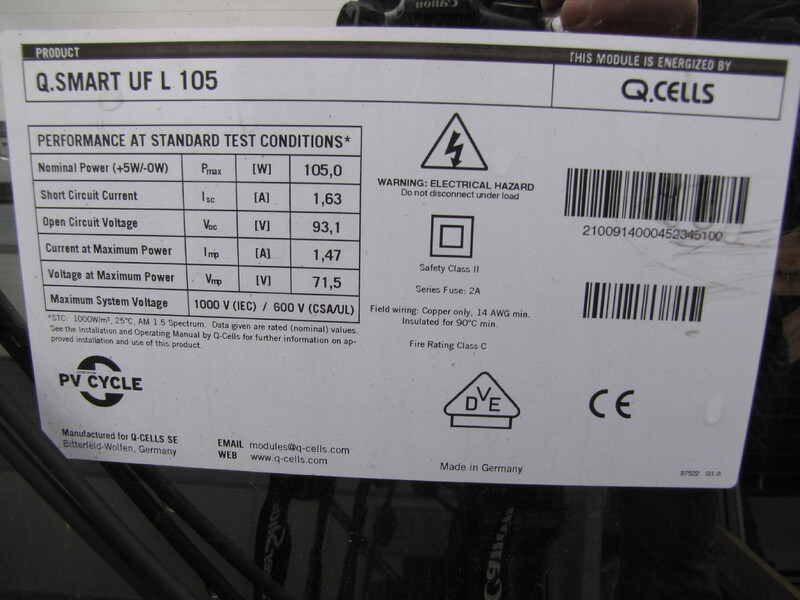 Canon
PRODUCT
THIS MODULE IS ENERGIZED BY
Q.SMART UF L 105
Q.CELLS
PERFORMANCE AT STANDARD TEST CONDITIONS*
Nominal Power (+5W/-0W) Pmax [W] 105,0
Short Circuit Current Isc [A] 1,63
Open Circuit Voltage Voc [V] 93,1
Current at Maximum Power Imp [A] 1,47
Voltage at Maximum Power Vmp [V] 71,5
Maximum System Voltage 1000 V (IEC) / 600 V (CSA/UL)
*STC: 1000W/m², 25°C, AM 1.5 Spectrum. Data given are rated (nominal) values.
See the Installation and Operating Manual by Q-Cells for further information on ap-
proved installation and use of this product.
WARNING: ELECTRICAL HAZARD
Do not disconnect under load
Safety Class II
Series Fuse: 2A
Field wiring: Copper only, 14 AWG min.
Insulated for 90°C min.
Fire Rating Class C
2100914000452345100
PV CYCLE
DVE
CE
Manufactured for Q-CELLS SE
Bitterfeld-Wolfen, Germany
EMAIL modules@q-cells.com
WEB www.q-cells.com
Made in Germany
37522 G1.0
Canon